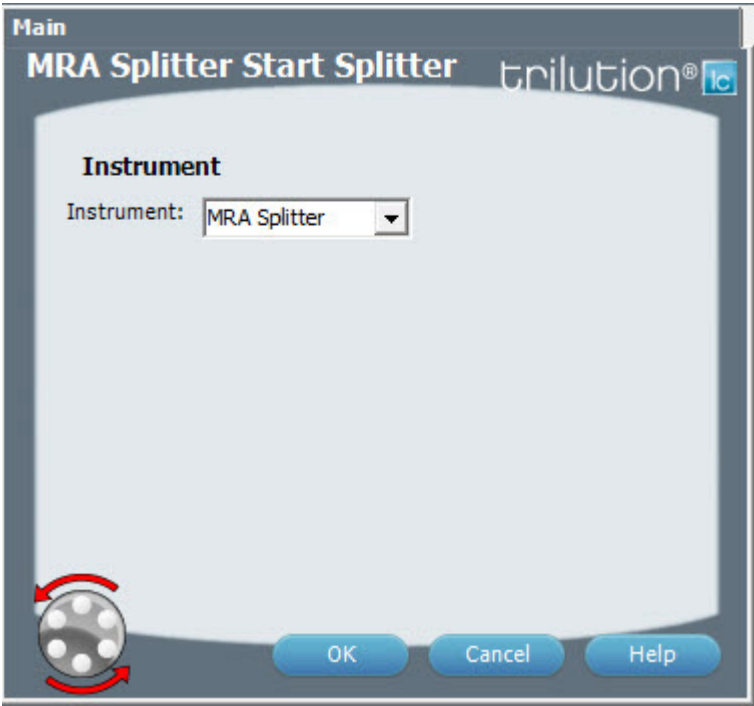 Main
MRA Splitter Start Splitter trilution® lc
Instrument
Instrument: MRA Splitter
OK Cancel Help